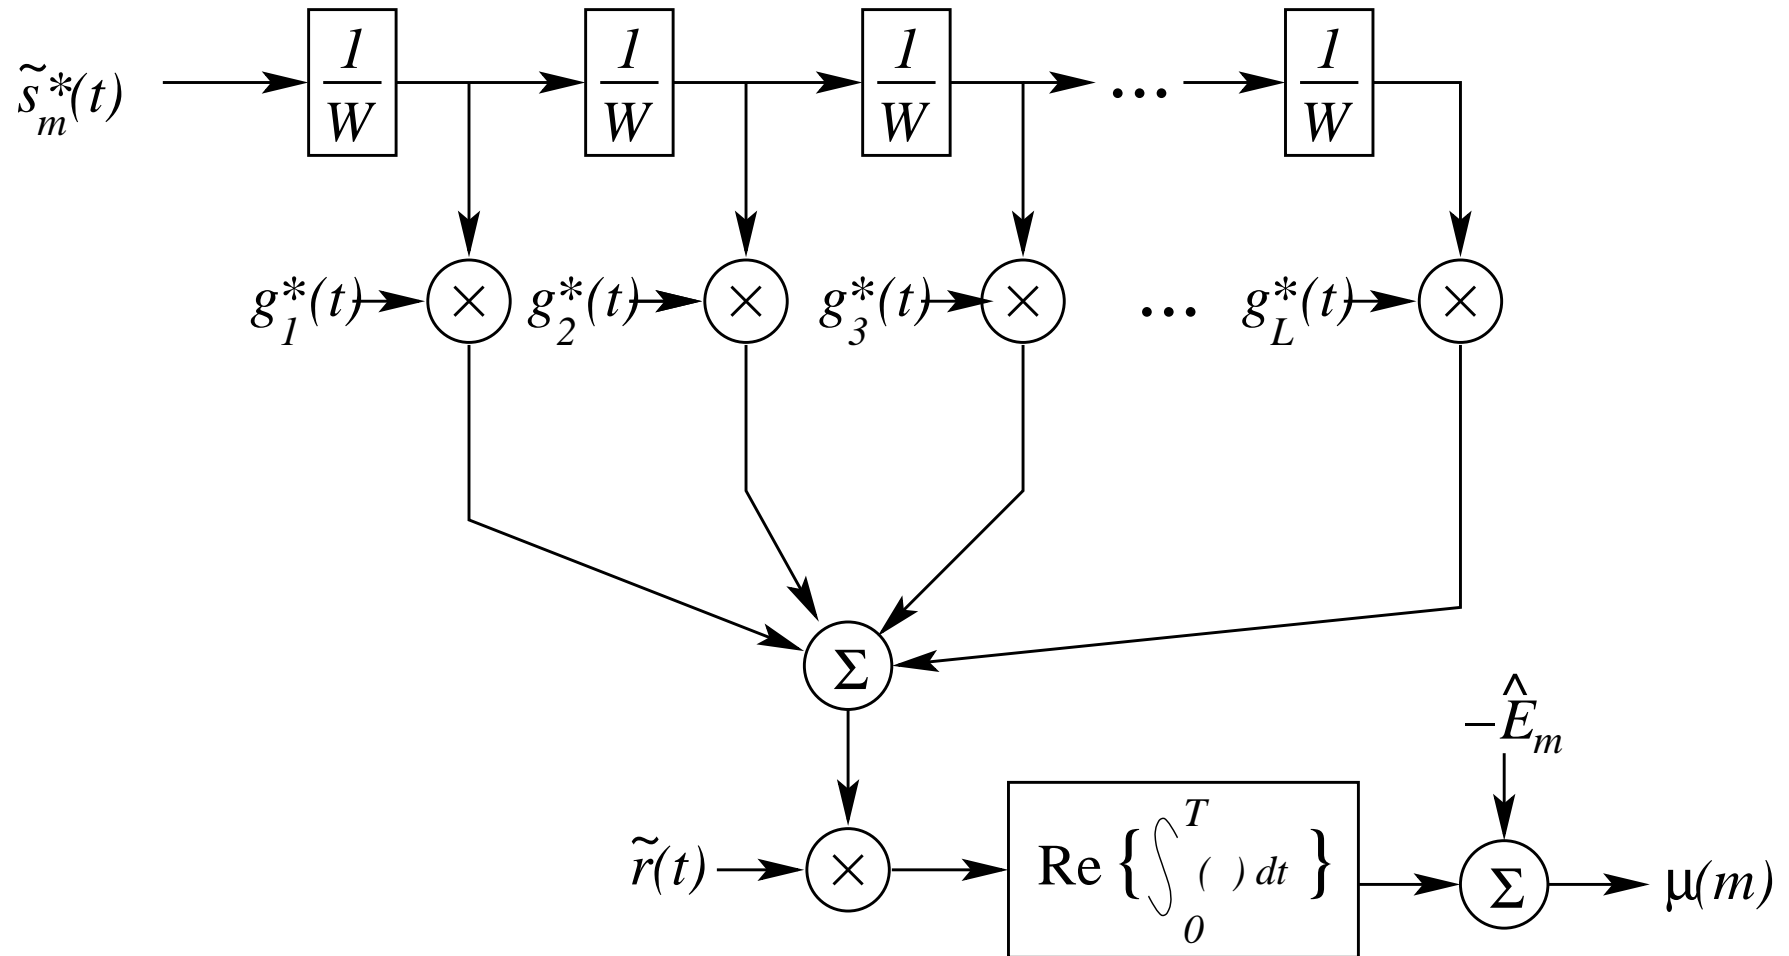 s̃*m(t) 1/W 1/W 1/W ... 1/W
g*1(t) × g*2(t) × g*3(t) × ... g*L(t) ×
Σ
−Êm
r̃(t) × Re { ∫0T ( ) dt } Σ μ(m)